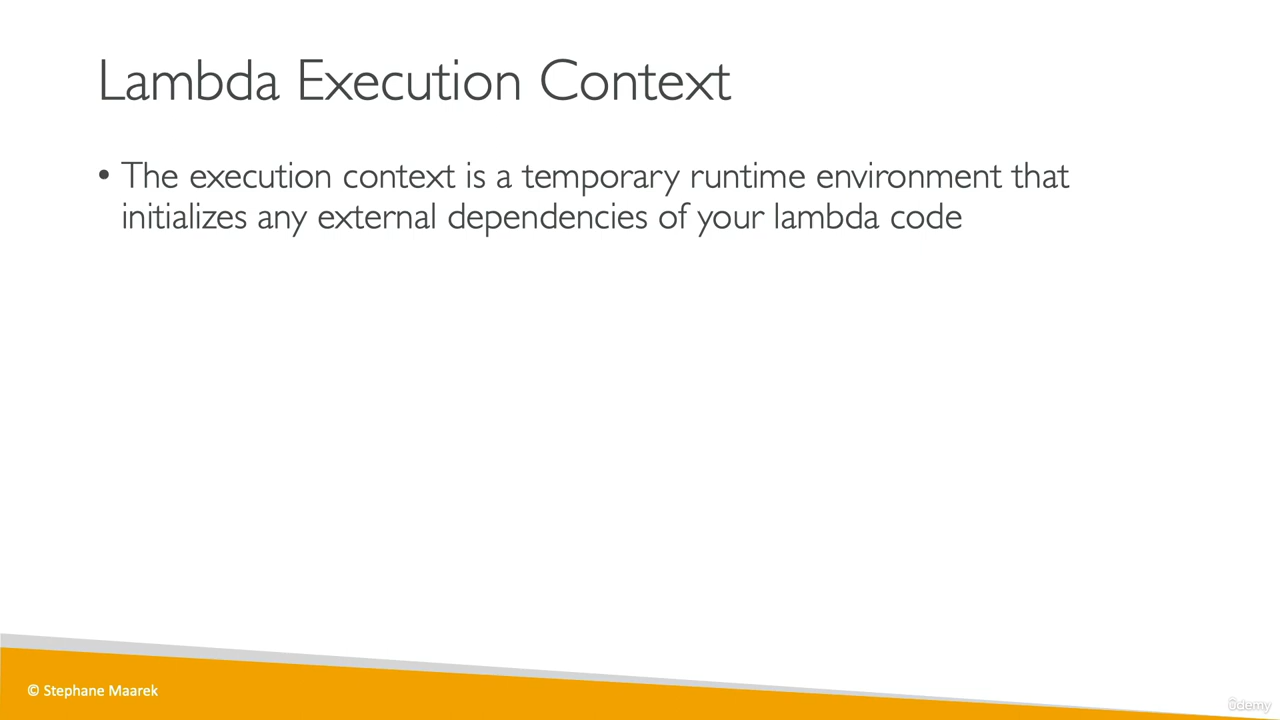 Lambda Execution Context
• The execution context is a temporary runtime environment that
initializes any external dependencies of your lambda code
© Stephane Maarek
ûdemy